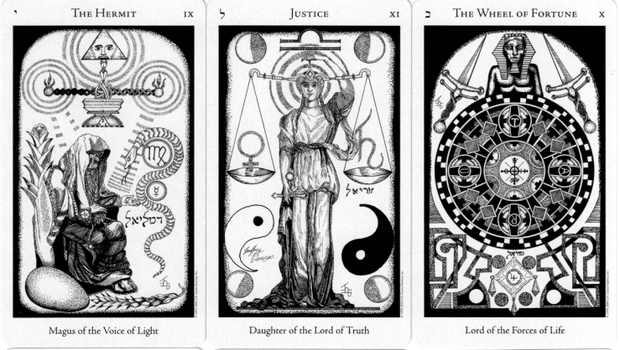 י THE HERMIT IX
Magus of the Voice of Light
ל JUSTICE XI
Daughter of the Lord of Truth
כ THE WHEEL OF FORTUNE X
Lord of the Forces of Life